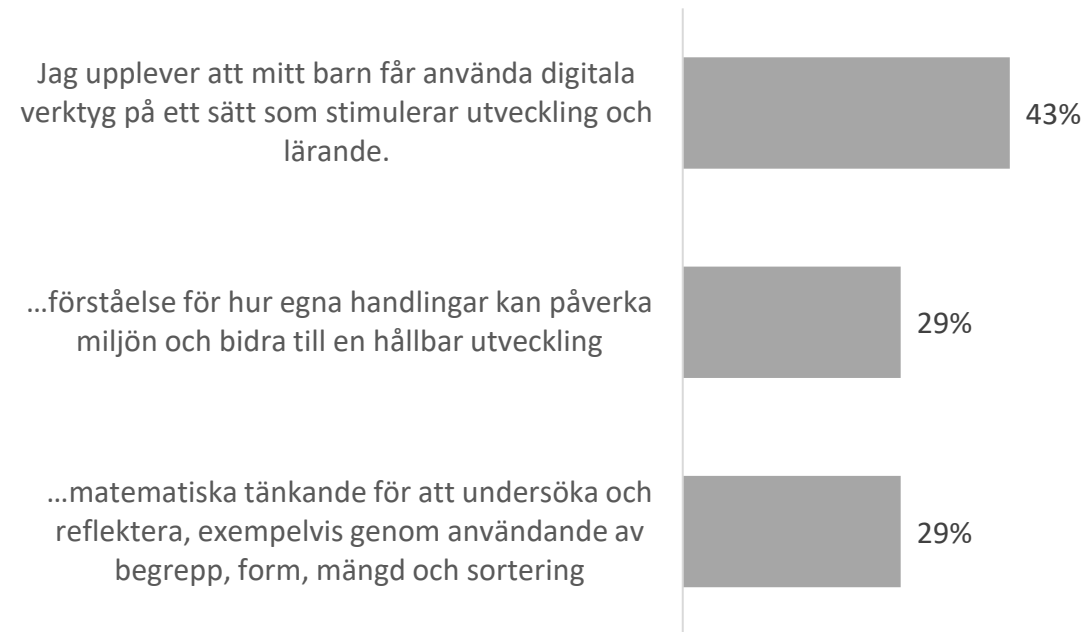 Jag upplever att mitt barn får använda digitala
verktyg på ett sätt som stimulerar utveckling och
lärande.
43%
…förståelse för hur egna handlingar kan påverka
miljön och bidra till en hållbar utveckling
29%
…matematiska tänkande för att undersöka och
reflektera, exempelvis genom användande av
begrepp, form, mängd och sortering
29%